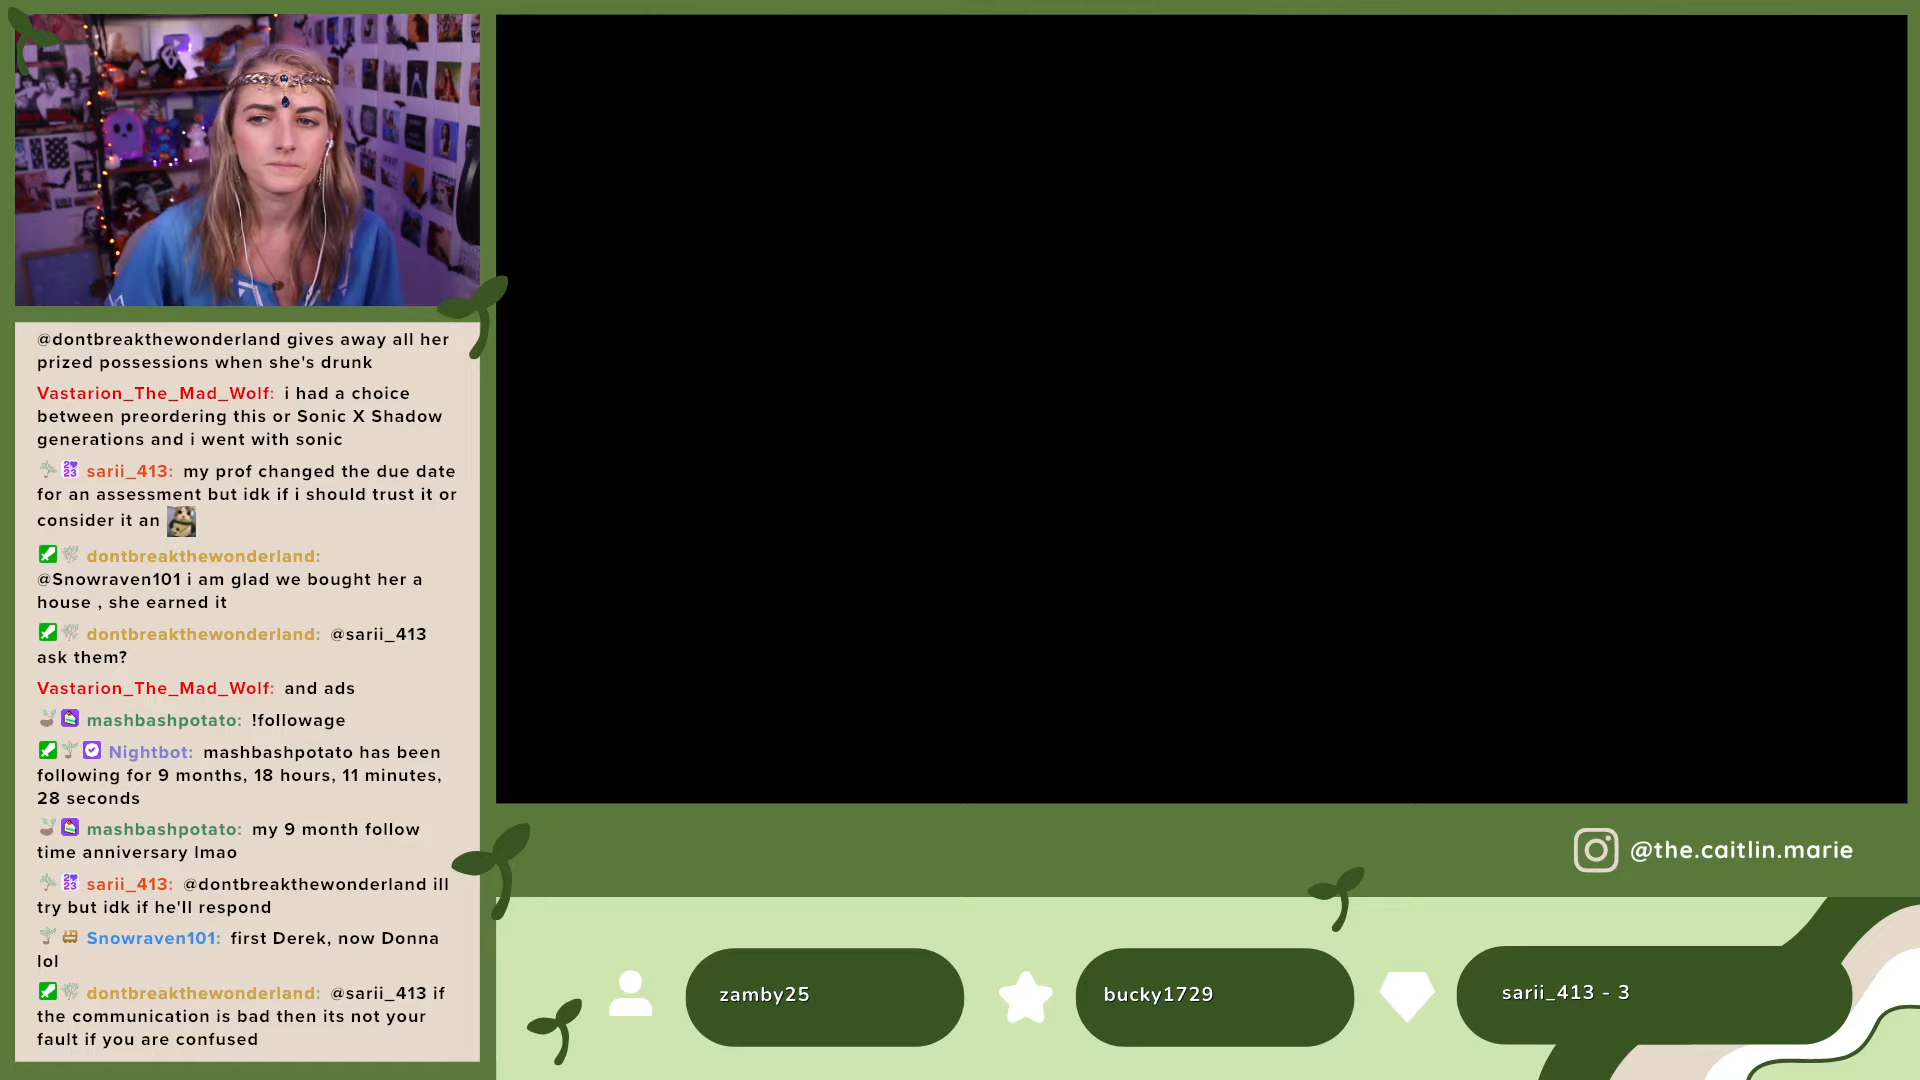 @dontbreakthewonderland gives away all her
prized possessions when she's drunk
Vastarion_The_Mad_Wolf: i had a choice
between preordering this or Sonic X Shadow
generations and i went with sonic
sarii_413: my prof changed the due date
for an assessment but idk if i should trust it or
consider it an
dontbreakthewonderland:
@Snowraven101 i am glad we bought her a
house , she earned it
dontbreakthewonderland: @sarii_413
ask them?
Vastarion_The_Mad_Wolf: and ads
mashbashpotato: !followage
Nightbot: mashbashpotato has been
following for 9 months, 18 hours, 11 minutes,
28 seconds
mashbashpotato: my 9 month follow
time anniversary lmao
sarii_413: @dontbreakthewonderland ill
try but idk if he'll respond
Snowraven101: first Derek, now Donna
lol
dontbreakthewonderland: @sarii_413 if
the communication is bad then its not your
fault if you are confused
@the.caitlin.marie
zamby25
bucky1729
sarii_413 - 3